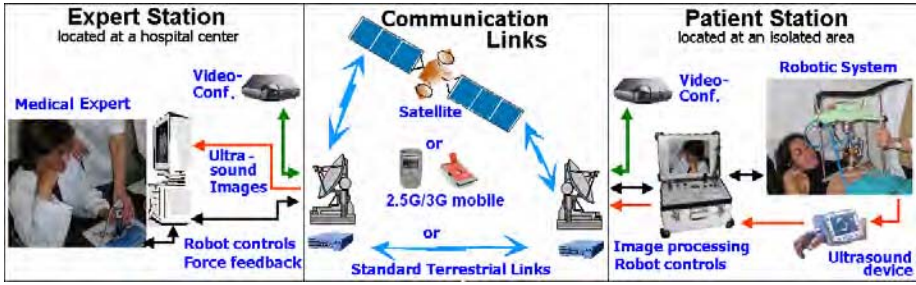 Expert Station
located at a hospital center
Video-
Conf.
Medical Expert
Ultra -
sound
Images
Robot controls
Force feedback
Communication
Links
Satellite
or
2.5G/3G mobile
or
Standard Terrestrial Links
Patient Station
located at an isolated area
Video-
Conf.
Robotic System
Image processing
Robot controls
Ultrasound
device